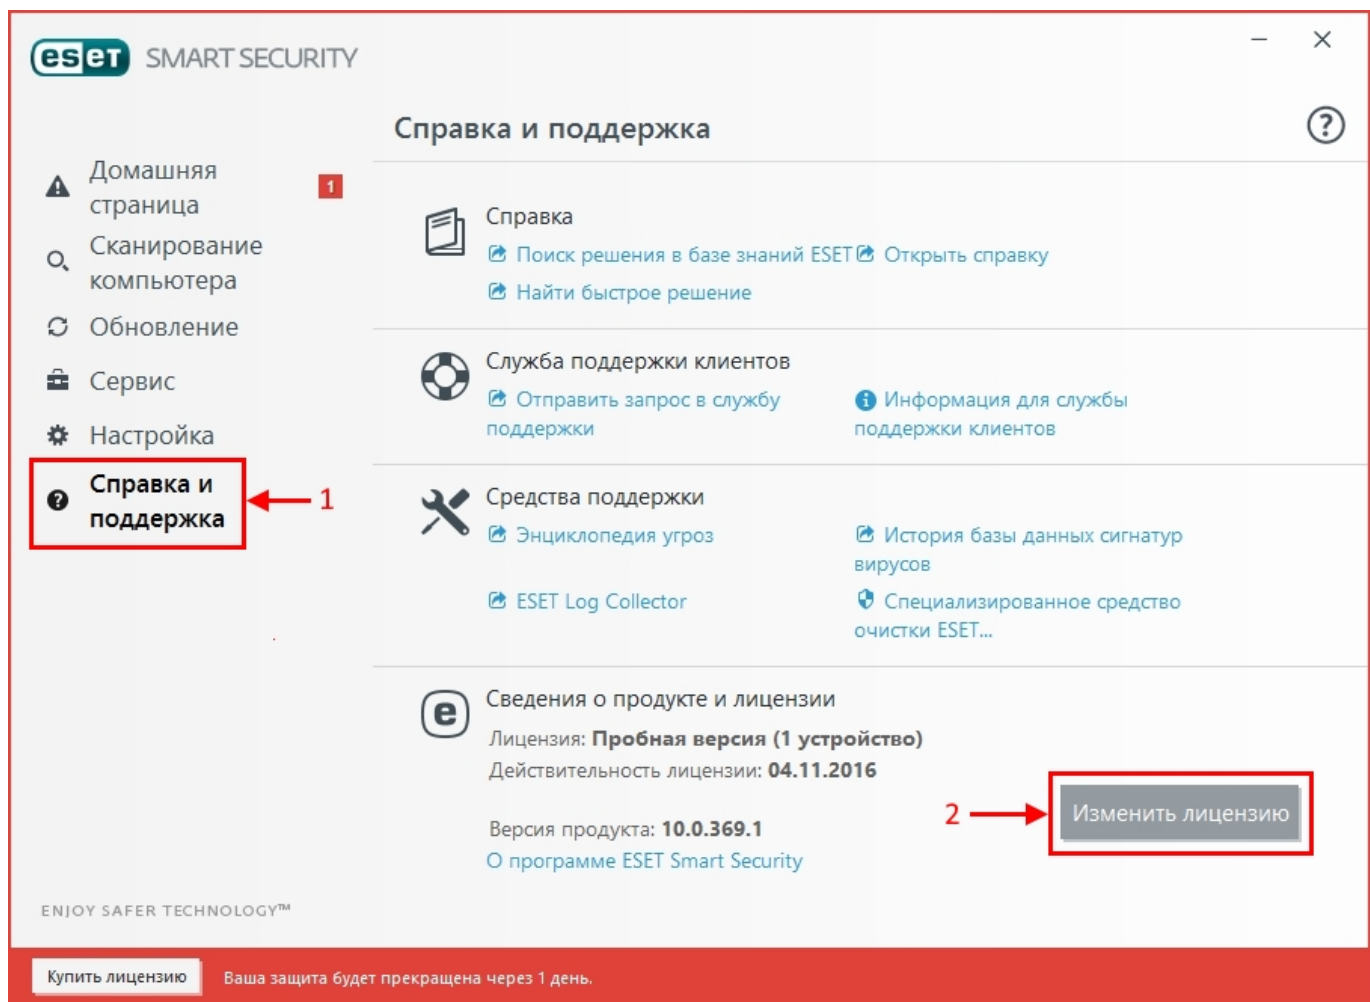 eset SMART SECURITY
Справка и поддержка
Домашняя
страница
1
Сканирование
компьютера
Обновление
Сервис
Настройка
Справка и
поддержка
1
Справка
Поиск решения в базе знаний ESET Открыть справку
Найти быстрое решение
Служба поддержки клиентов
Отправить запрос в службу
поддержки
Информация для службы
поддержки клиентов
Средства поддержки
Энциклопедия угроз
История базы данных сигнатур
вирусов
ESET Log Collector
Специализированное средство
очистки ESET...
Сведения о продукте и лицензии
Лицензия: Пробная версия (1 устройство)
Действительность лицензии: 04.11.2016
2
Изменить лицензию
Версия продукта: 10.0.369.1
О программе ESET Smart Security
ENJOY SAFER TECHNOLOGY™
Купить лицензию Ваша защита будет прекращена через 1 день.